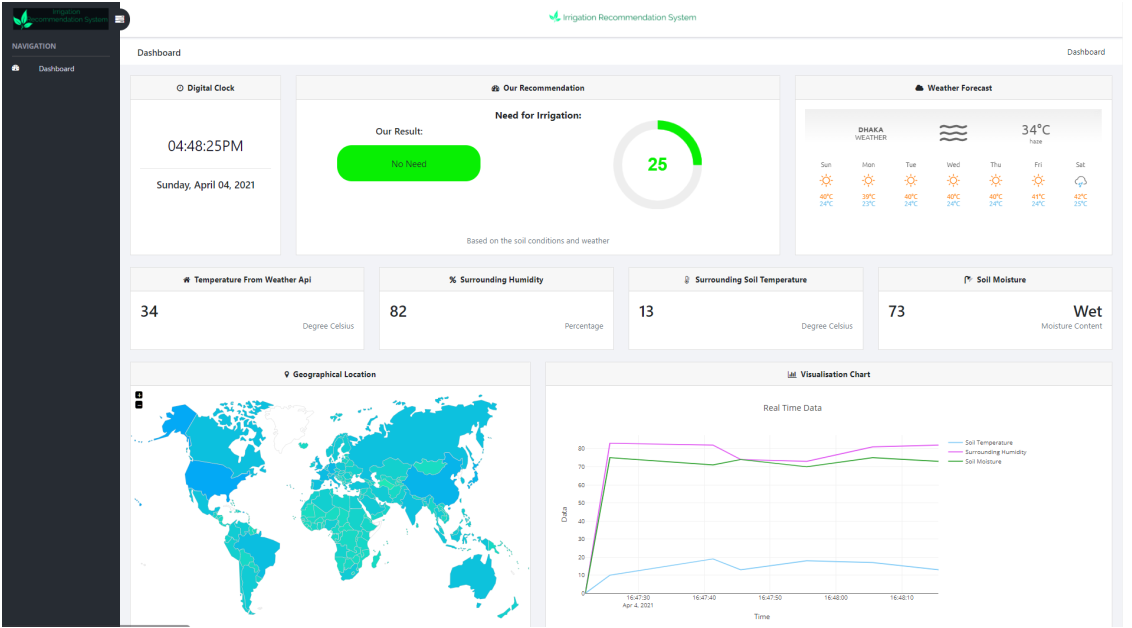 Irrigation
Recommendation System
Irrigation Recommendation System
NAVIGATION
Dashboard
Dashboard
Dashboard
Digital Clock
04:48:25PM
Sunday, April 04, 2021
Our Recommendation
Need for Irrigation:
Our Result:
No Need
25
Based on the soil conditions and weather
Weather Forecast
DHAKA
WEATHER
34°C
haze
Sun Mon Tue Wed Thu Fri Sat
40°C 39°C 40°C 40°C 40°C 41°C 42°C
24°C 23°C 24°C 24°C 24°C 24°C 25°C
Temperature From Weather Api
34
Degree Celsius
% Surrounding Humidity
82
Percentage
Surrounding Soil Temperature
13
Degree Celsius
Soil Moisture
73 Wet
Moisture Content
Geographical Location
+
-
Visualisation Chart
Real Time Data
80
70
60
50
40
30
20
10
0
Data
16:47:30 16:47:40 16:47:50 16:48:00 16:48:10
Apr 4, 2021
Time
Soil Temperature
Surrounding Humidity
Soil Moisture